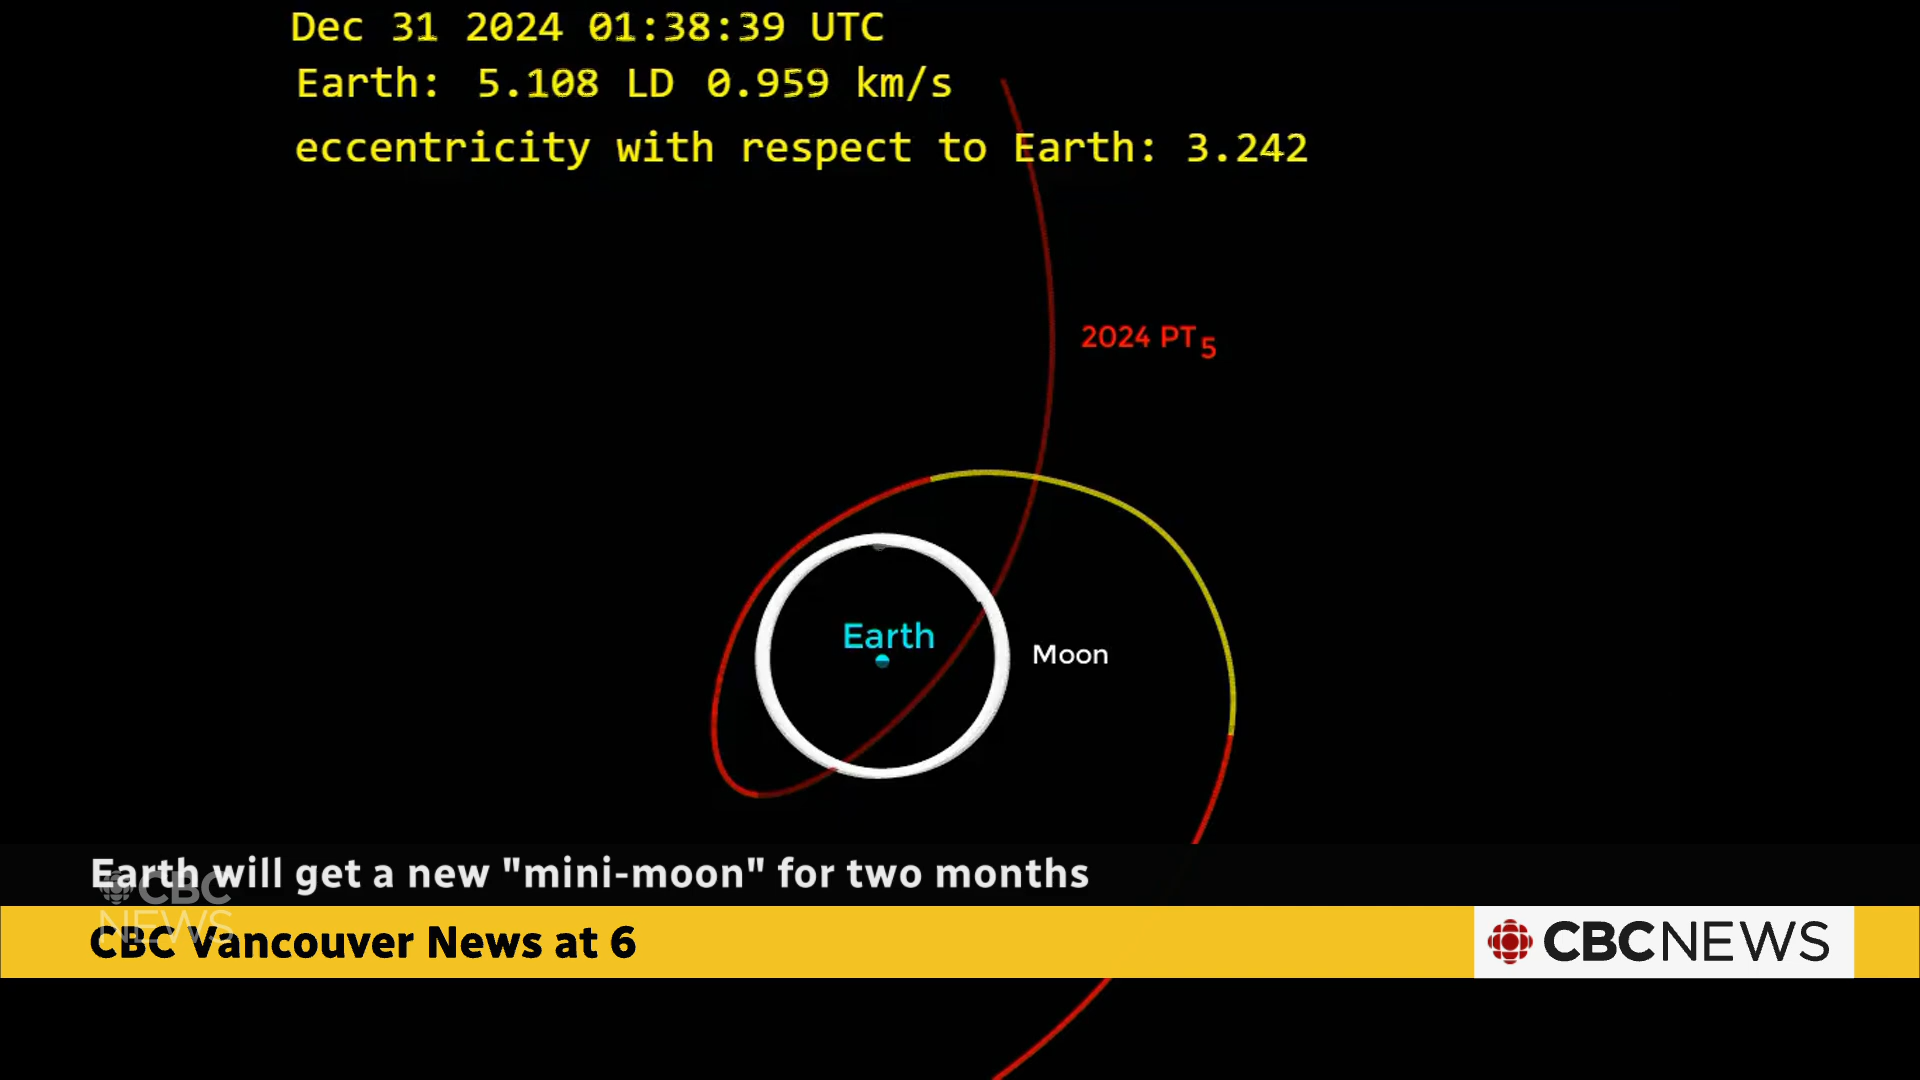 Dec 31 2024 01:38:39 UTC
Earth: 5.108 LD 0.959 km/s
eccentricity with respect to Earth: 3.242
2024 PT5
Earth
Moon
Earth will get a new "mini-moon" for two months
CBC
NEWS
CBC Vancouver News at 6
CBCNEWS